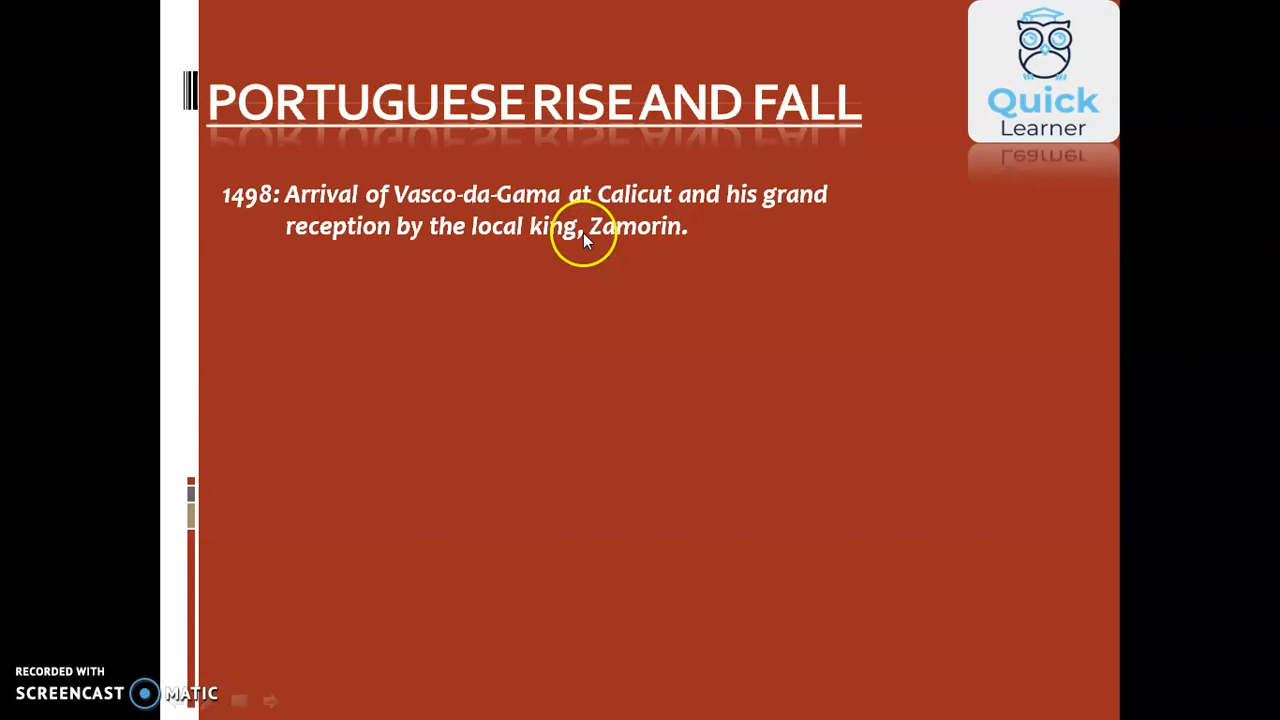 PORTUGUESE RISE AND FALL
Quick
Learner
1498: Arrival of Vasco-da-Gama at Calicut and his grand
reception by the local king, Zamorin.
RECORDED WITH
SCREENCAST MATIC